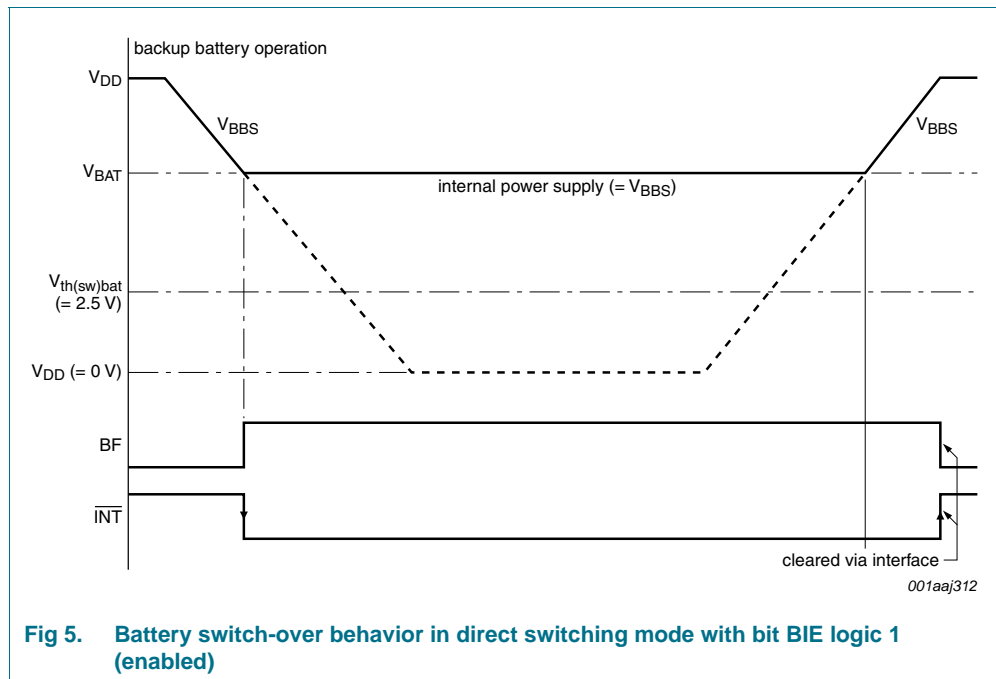 backup battery operation
VDD
VBBS
VBBS
VBAT
internal power supply (= VBBS)
Vth(sw)bat
(= 2.5 V)
VDD (= 0 V)
BF
INT
cleared via interface
001aaj312
Fig 5. Battery switch-over behavior in direct switching mode with bit BIE logic 1
(enabled)